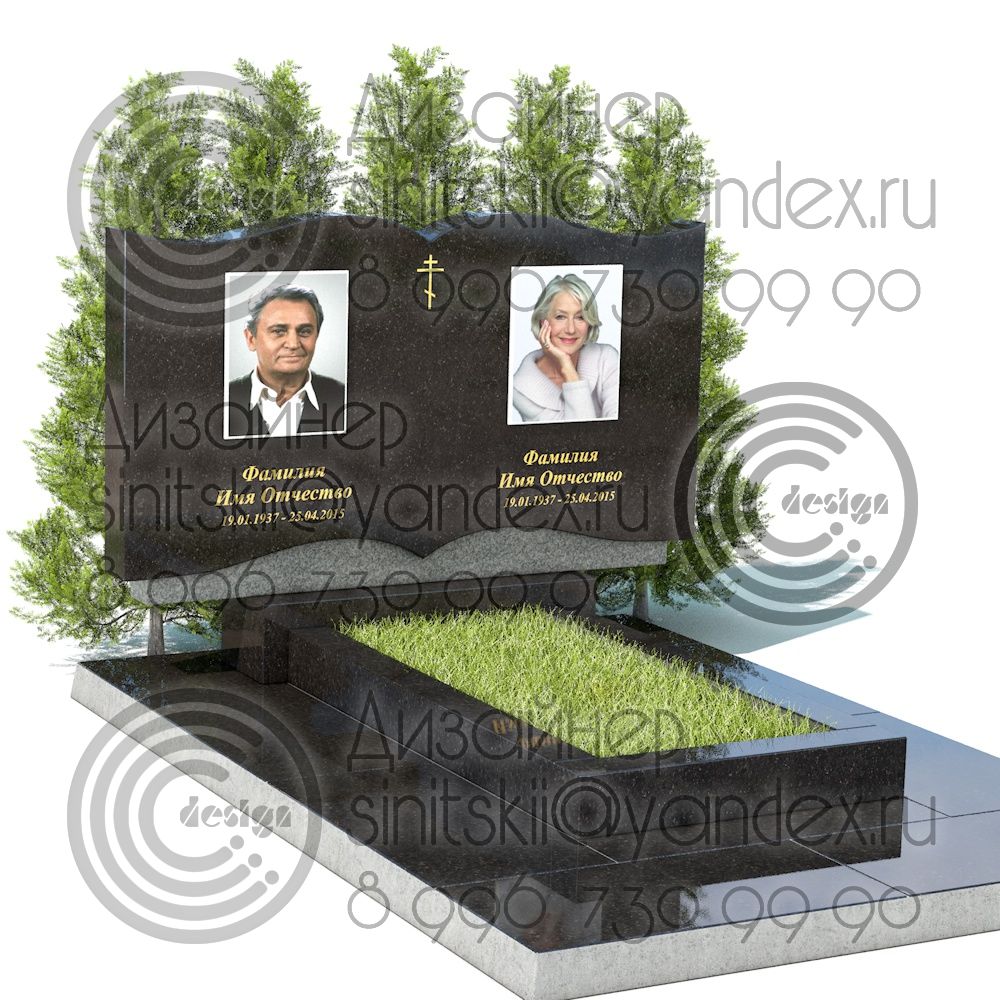 Дизайнер
sinitskii@yandex.ru
8 996 730 99 90
design
Дизайнер
sinitskii@yandex.ru
8 996 730 99 90
design
Фамилия
Имя Отчество
19.01.1937 - 25.04.2015
Фамилия
Имя Отчество
19.01.1937 - 25.04.2015
Дизайнер
sinitskii@yandex.ru
8 996 730 99 90
design